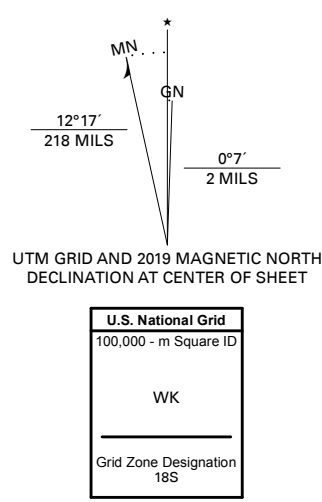 MN
GN
12°17´
218 MILS
0°7´
2 MILS
UTM GRID AND 2019 MAGNETIC NORTH
DECLINATION AT CENTER OF SHEET
U.S. National Grid
100,000 - m Square ID
WK
Grid Zone Designation
18S